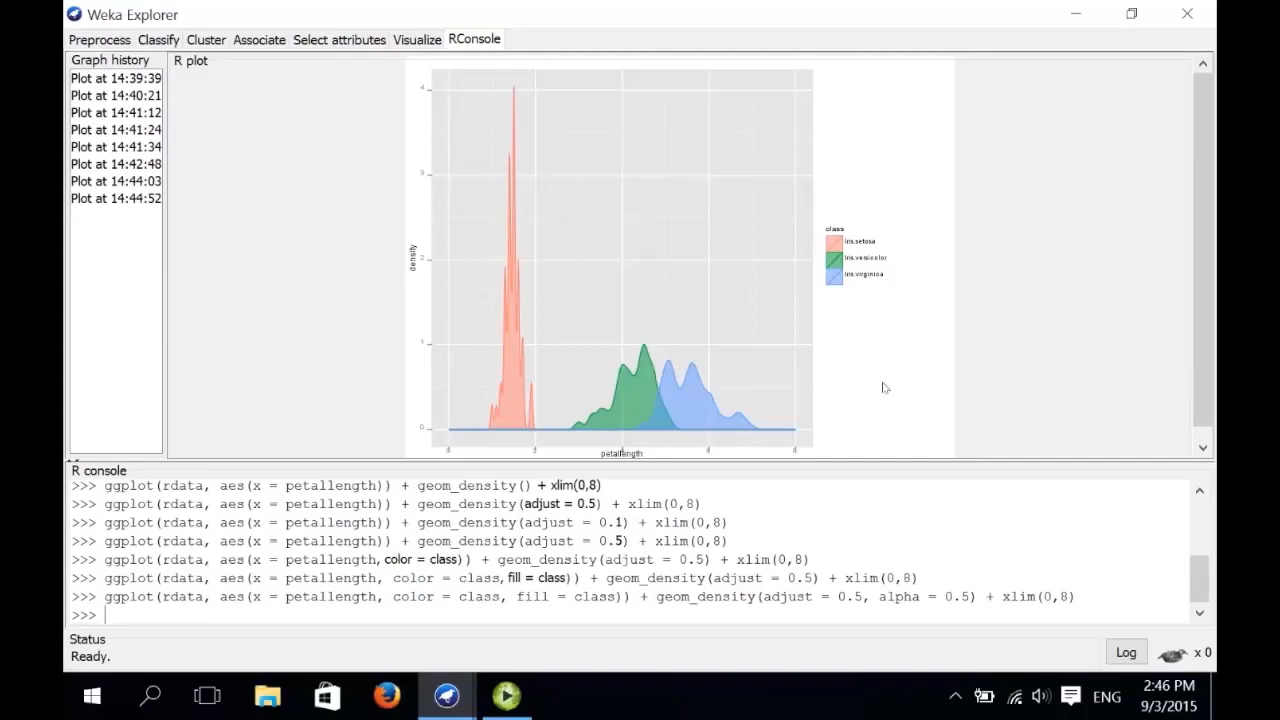 Weka Explorer
Preprocess Classify Cluster Associate Select attributes Visualize RConsole
Graph history
Plot at 14:39:39
Plot at 14:40:21
Plot at 14:41:12
Plot at 14:41:24
Plot at 14:41:34
Plot at 14:42:48
Plot at 14:44:03
Plot at 14:44:52
R plot
4
3
2
1
0
density
petallength
class
Iris.setosa
Iris.versicolor
Iris.virginica
R console
>>> ggplot(rdata, aes(x = petallength)) + geom_density() + xlim(0,8)
>>> ggplot(rdata, aes(x = petallength)) + geom_density(adjust = 0.5) + xlim(0,8)
>>> ggplot(rdata, aes(x = petallength)) + geom_density(adjust = 0.1) + xlim(0,8)
>>> ggplot(rdata, aes(x = petallength)) + geom_density(adjust = 0.5) + xlim(0,8)
>>> ggplot(rdata, aes(x = petallength, color = class)) + geom_density(adjust = 0.5) + xlim(0,8)
>>> ggplot(rdata, aes(x = petallength, color = class, fill = class)) + geom_density(adjust = 0.5) + xlim(0,8)
>>> ggplot(rdata, aes(x = petallength, color = class, fill = class)) + geom_density(adjust = 0.5, alpha = 0.5) + xlim(0,8)
>>>
Status
Ready.
Log
x 0
ENG
2:46 PM
9/3/2015